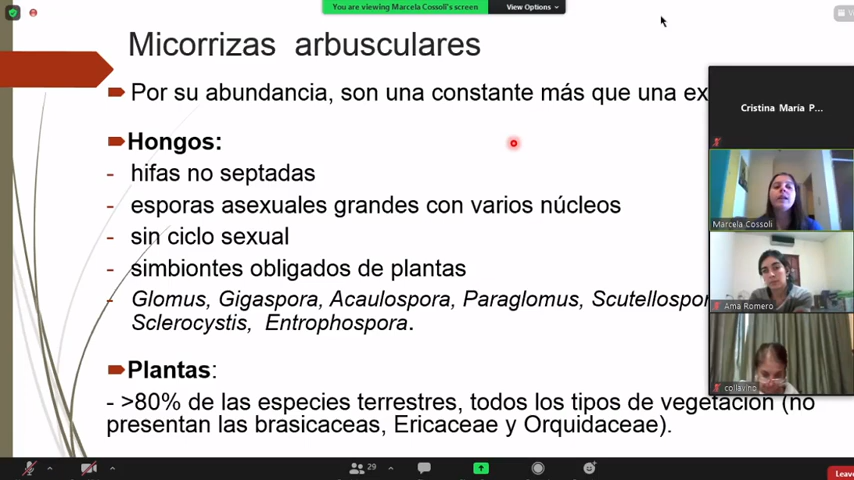 You are viewing Marcela Cossoli's screen
View Options
Micorrizas arbusculares
Por su abundancia, son una constante más que una ex
Hongos:
- hifas no septadas
- esporas asexuales grandes con varios núcleos
- sin ciclo sexual
- simbiontes obligados de plantas
- Glomus, Gigaspora, Acaulospora, Paraglomus, Scutellospor
Sclerocystis, Entrophospora.
Plantas:
- >80% de las especies terrestres, todos los tipos de vegetación (no
presentan las brasicaceas, Ericaceae y Orquidaceae).
Cristina María P...
Marcela Cossoli
Ama Romero
collavino
29
Leave